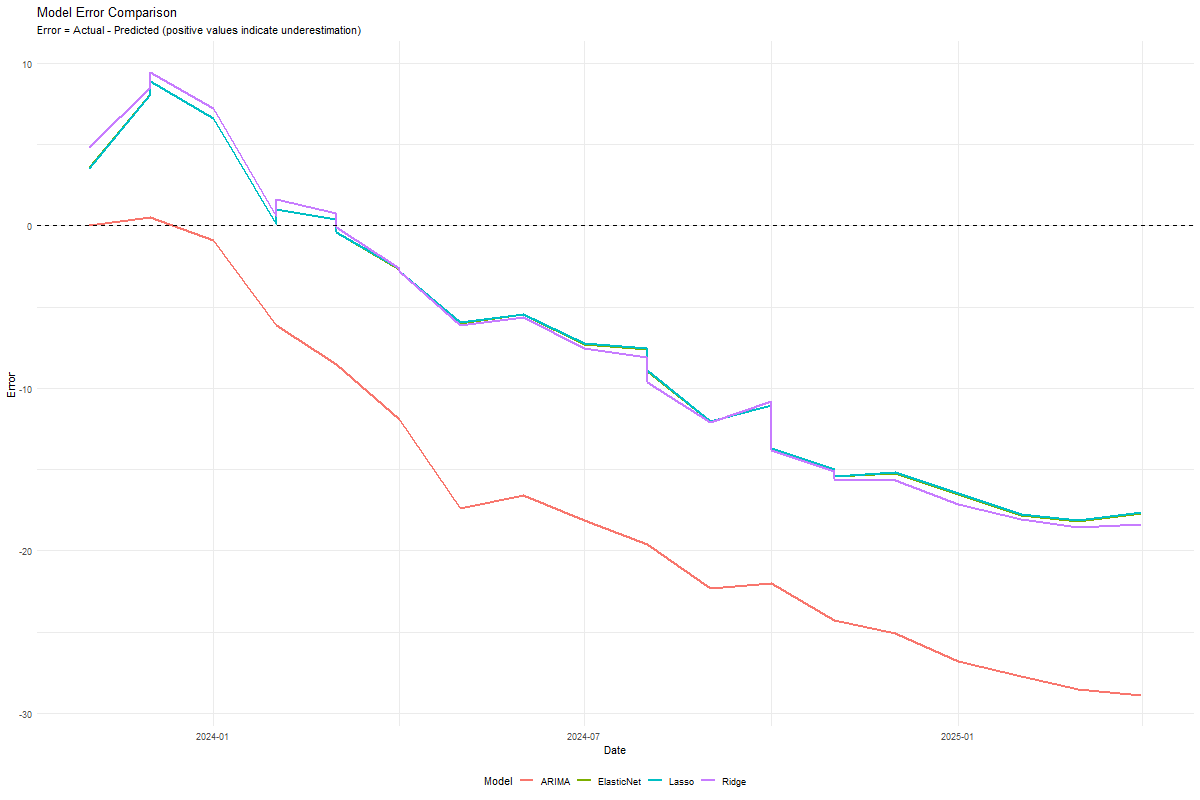 Model Error Comparison
Error = Actual - Predicted (positive values indicate underestimation)
10
0
-10
-20
-30
Error
2024-01
2024-07
2025-01
Date
Model ARIMA ElasticNet Lasso Ridge